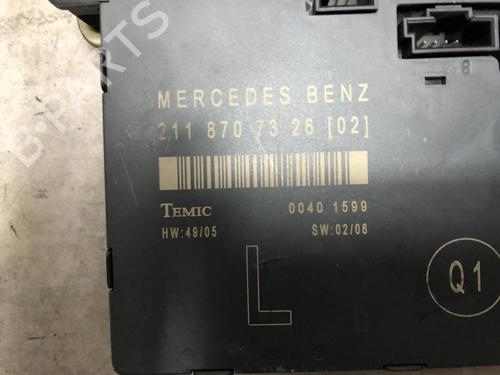 B-PARTS
MERCEDES BENZ
211 870 73 26 [02]
TEMIC 0040 1599
HW:49/05 SW:02/06
L
Q1